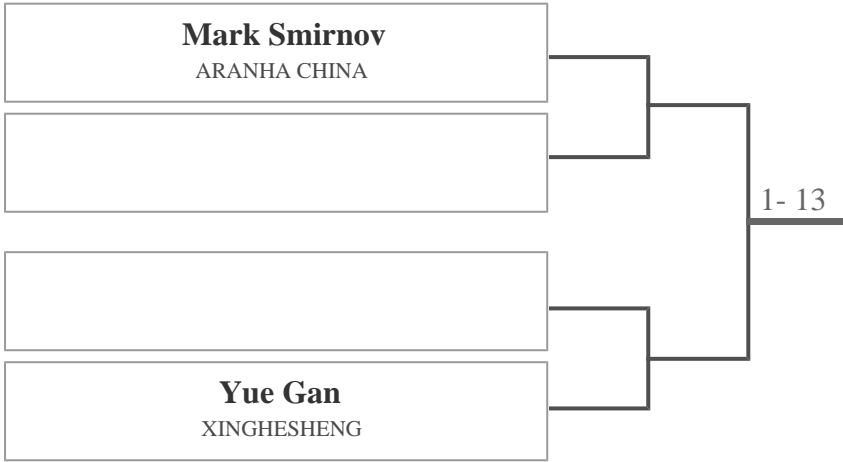 Mark Smirnov
ARANHA CHINA
1- 13
Yue Gan
XINGHESHENG